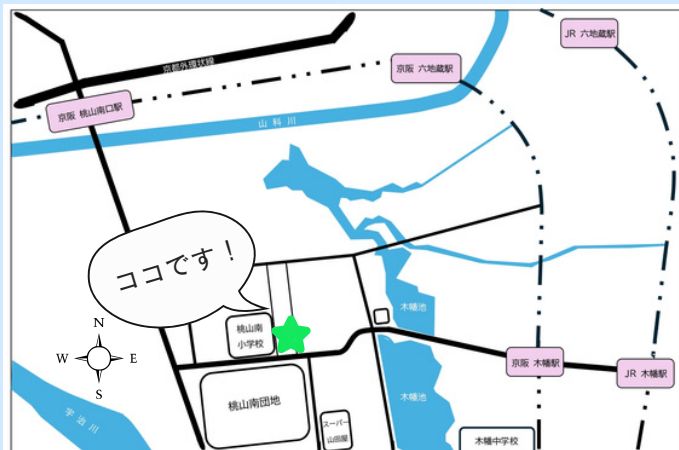 JR 六地蔵駅
京都外環状線
京阪 六地蔵駅
京阪 桃山南口駅
山科川
ココです！
木幡池
桃山南
小学校
N
W
E
S
京阪 木幡駅
JR 木幡駅
木幡池
桃山南団地
宇治川
スーパー
山田屋
木幡中学校